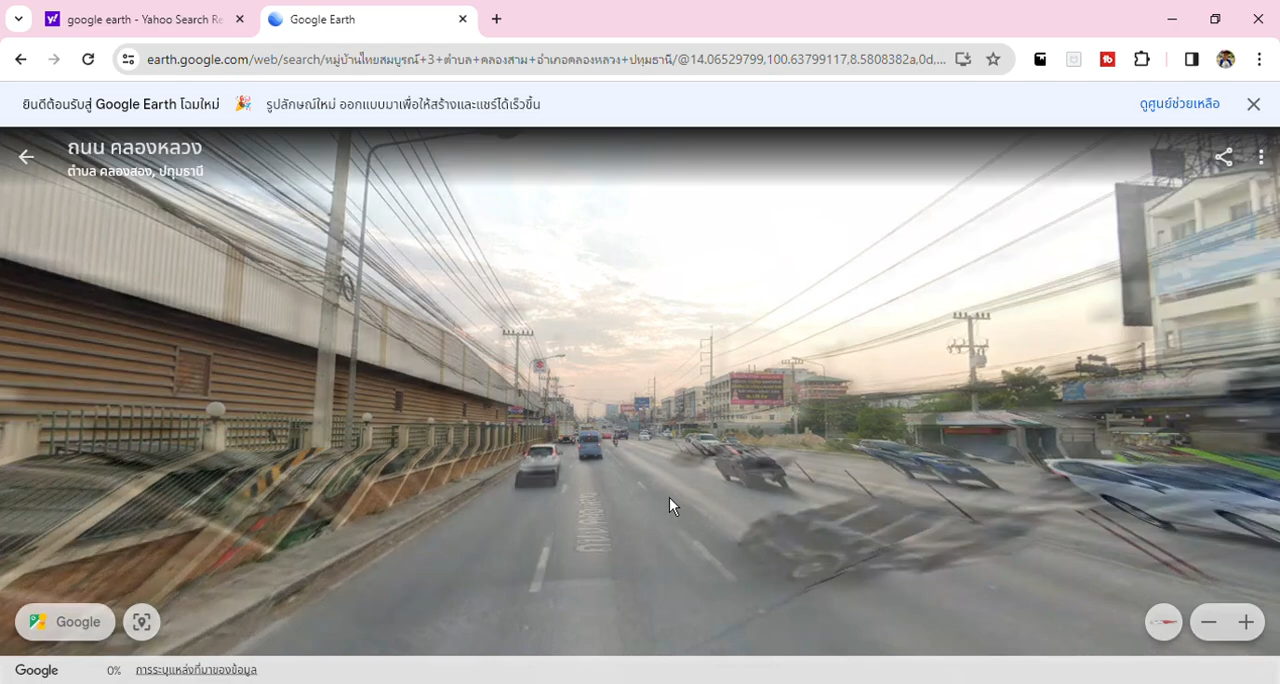 google earth - Yahoo Search Re
Google Earth
earth.google.com/web/search/หมู่บ้านไทยสมบูรณ์+3+ตำบล+คลองสาม+อำเภอคลองหลวง+ปทุมธานี/@14.06529799,100.63799117,8.5808382a,0d,...
ยินดีต้อนรับสู่ Google Earth โฉมใหม่ 🎉 รูปลักษณ์ใหม่ ออกแบบมาเพื่อให้สร้างและแชร์ได้เร็วขึ้น
ดูศูนย์ช่วยเหลือ
ถนน คลองหลวง
ตำบล คลองสอง, ปทุมธานี
Google
Google
0%
การระบุแหล่งที่มาของข้อมูล